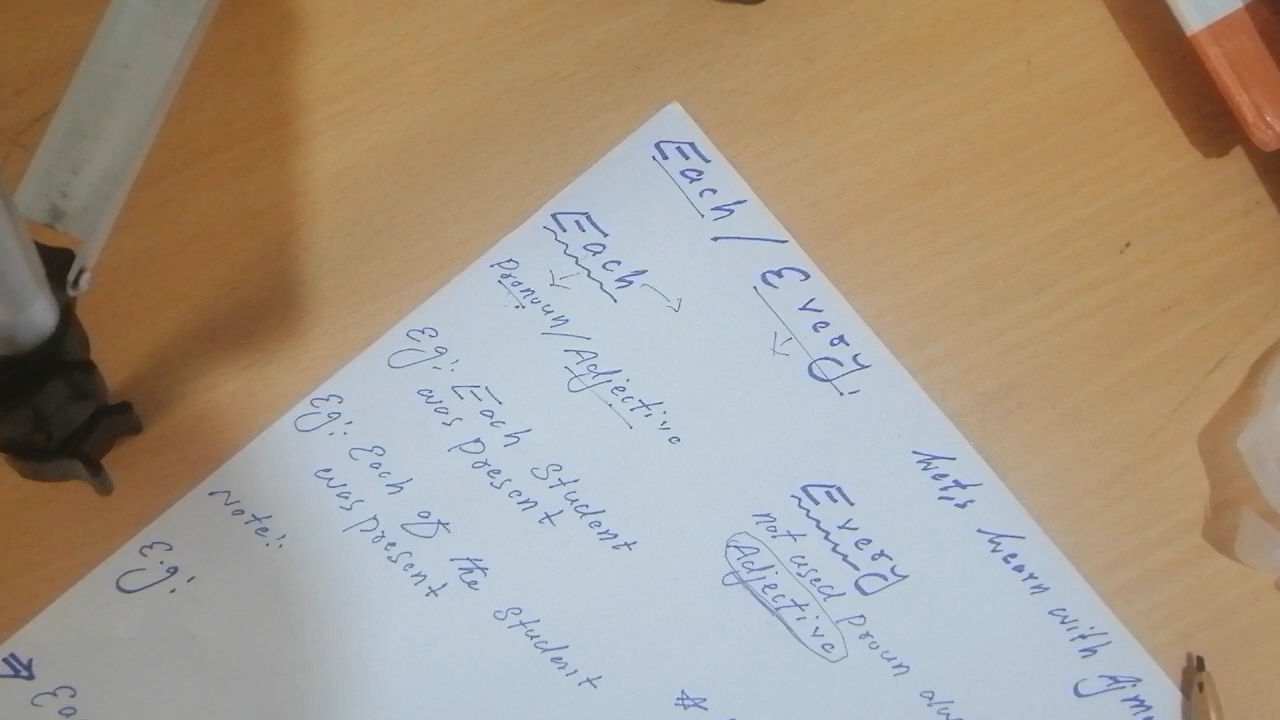 Each / Every.
Lets learn with
Each
Pronoun/Adjective
Eg:. Each student
was present
Eg:. Each of the student
was present
Note:.
E.g:
Every
not used Proun
Adjective